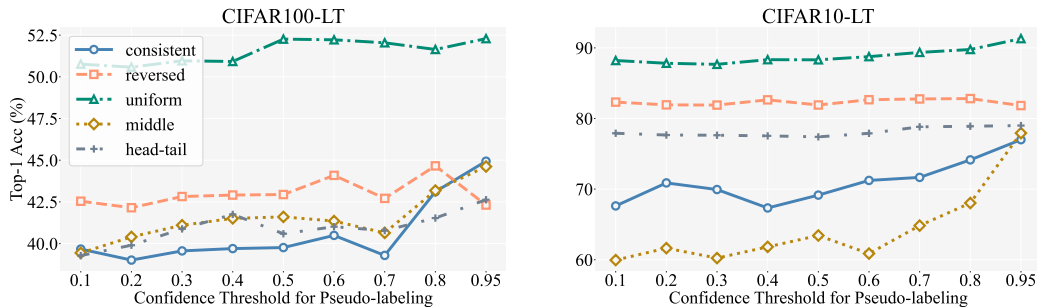 CIFAR100-LT
52.5
50.0
47.5
45.0
42.5
40.0
Top-1 Acc (%)
consistent
reversed
uniform
middle
head-tail
0.1 0.2 0.3 0.4 0.5 0.6 0.7 0.8 0.95
Confidence Threshold for Pseudo-labeling
CIFAR10-LT
90
80
70
60
0.1 0.2 0.3 0.4 0.5 0.6 0.7 0.8 0.95
Confidence Threshold for Pseudo-labeling